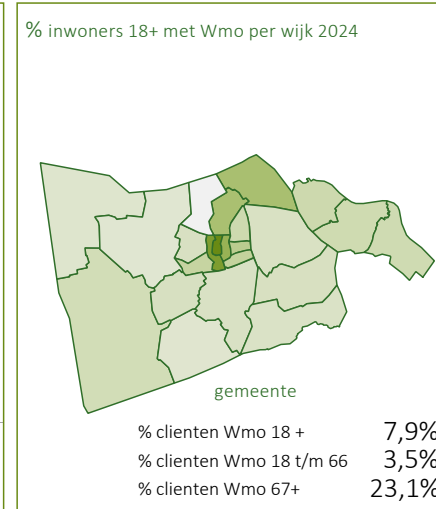 % inwoners 18+ met Wmo per wijk 2024
gemeente
% clienten Wmo 18 + 7,9%
% clienten Wmo 18 t/m 66 3,5%
% clienten Wmo 67+ 23,1%